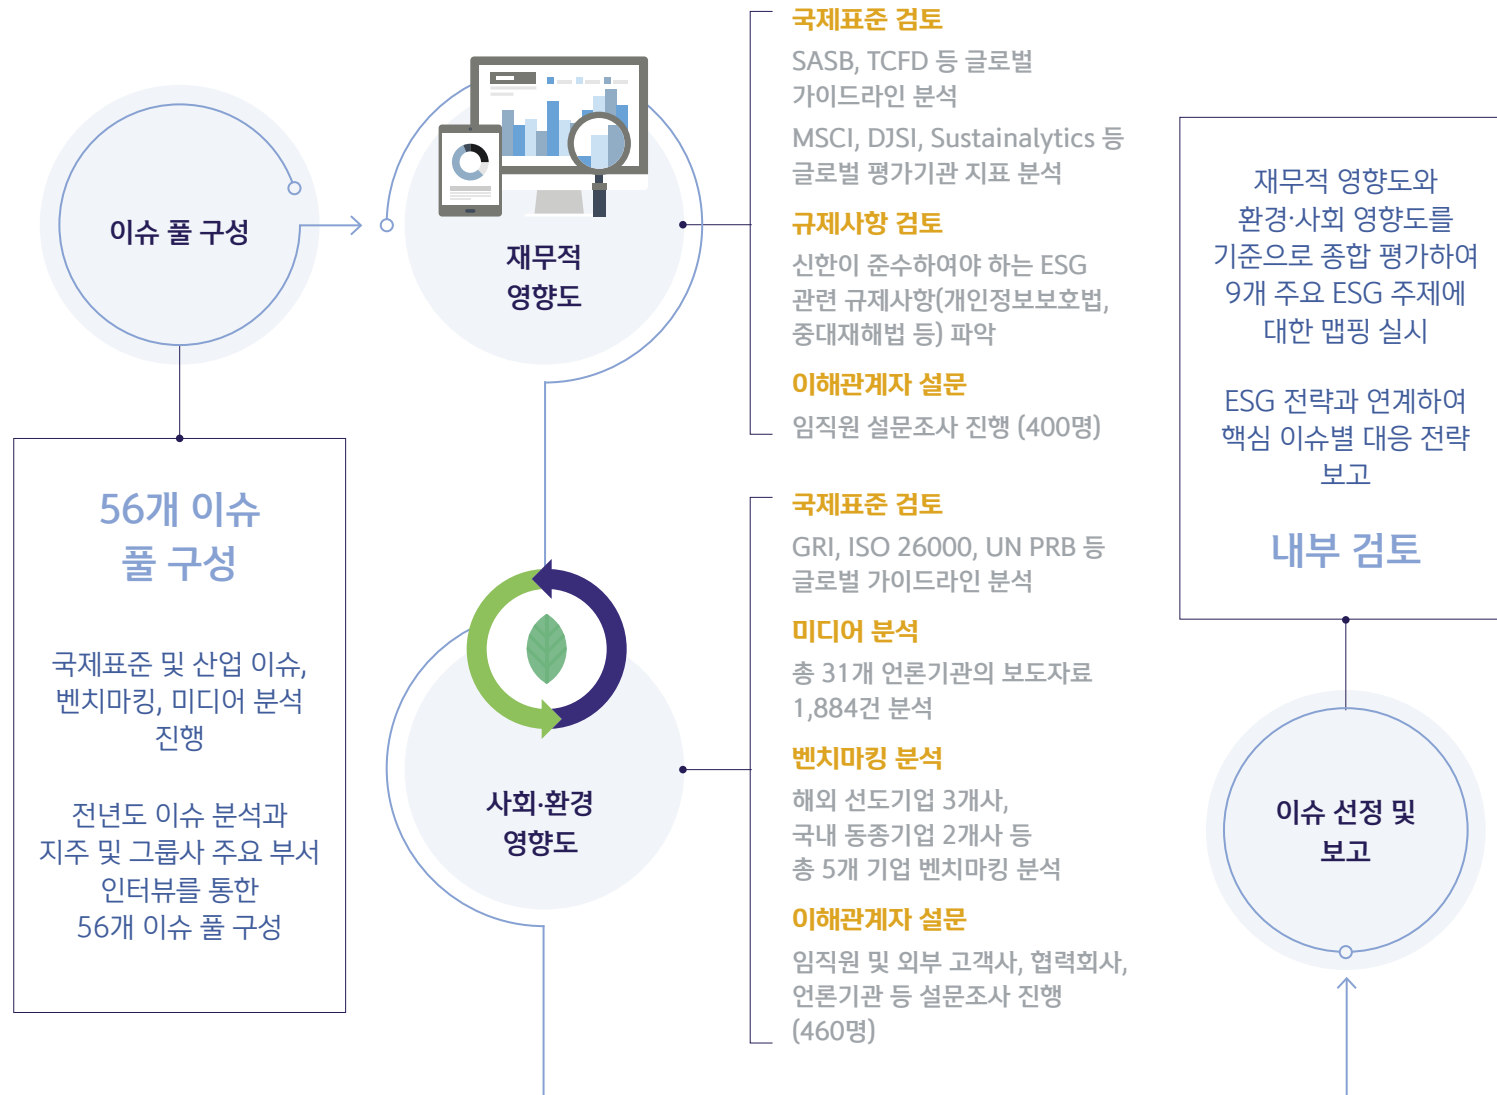 이슈 풀 구성
56개 이슈
풀 구성
국제표준 및 산업 이슈,
벤치마킹, 미디어 분석
진행
전년도 이슈 분석과
지주 및 그룹사 주요 부서
인터뷰를 통한
56개 이슈 풀 구성
재무적
영향도
국제표준 검토
SASB, TCFD 등 글로벌
가이드라인 분석
MSCI, DJSI, Sustainalytics 등
글로벌 평가기관 지표 분석
규제사항 검토
신한이 준수하여야 하는 ESG
관련 규제사항(개인정보보호법,
중대재해법 등) 파악
이해관계자 설문
임직원 설문조사 진행 (400명)
사회·환경
영향도
국제표준 검토
GRI, ISO 26000, UN PRB 등
글로벌 가이드라인 분석
미디어 분석
총 31개 언론기관의 보도자료
1,884건 분석
벤치마킹 분석
해외 선도기업 3개사,
국내 동종기업 2개사 등
총 5개 기업 벤치마킹 분석
이해관계자 설문
임직원 및 외부 고객사, 협력회사,
언론기관 등 설문조사 진행
(460명)
재무적 영향도와
환경·사회 영향도를
기준으로 종합 평가하여
9개 주요 ESG 주제에
대한 맵핑 실시
ESG 전략과 연계하여
핵심 이슈별 대응 전략
보고
내부 검토
이슈 선정 및
보고